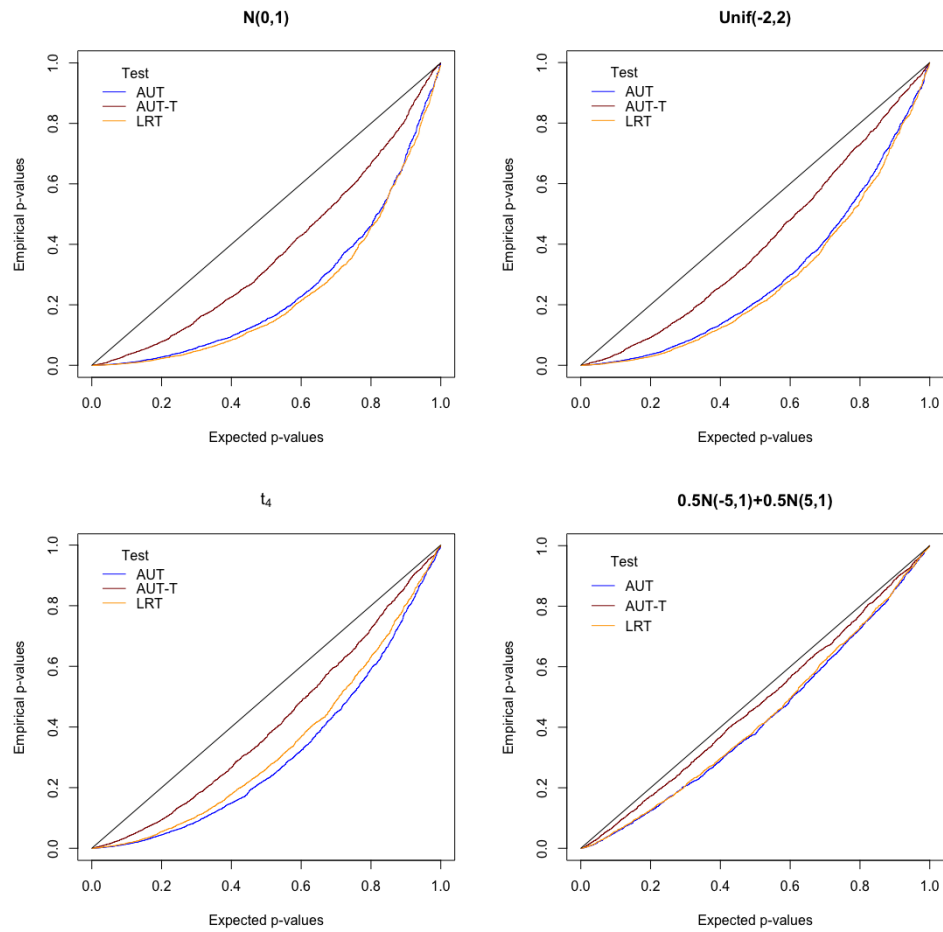 N(0,1)
Test
AUT
AUT-T
LRT
Empirical p-values
0.0 0.2 0.4 0.6 0.8 1.0
0.0 0.2 0.4 0.6 0.8 1.0
Expected p-values
Unif(-2,2)
Test
AUT
AUT-T
LRT
Empirical p-values
0.0 0.2 0.4 0.6 0.8 1.0
0.0 0.2 0.4 0.6 0.8 1.0
Expected p-values
t₄
Test
AUT
AUT-T
LRT
Empirical p-values
0.0 0.2 0.4 0.6 0.8 1.0
0.0 0.2 0.4 0.6 0.8 1.0
Expected p-values
0.5N(-5,1)+0.5N(5,1)
Test
AUT
AUT-T
LRT
Empirical p-values
0.0 0.2 0.4 0.6 0.8 1.0
0.0 0.2 0.4 0.6 0.8 1.0
Expected p-values